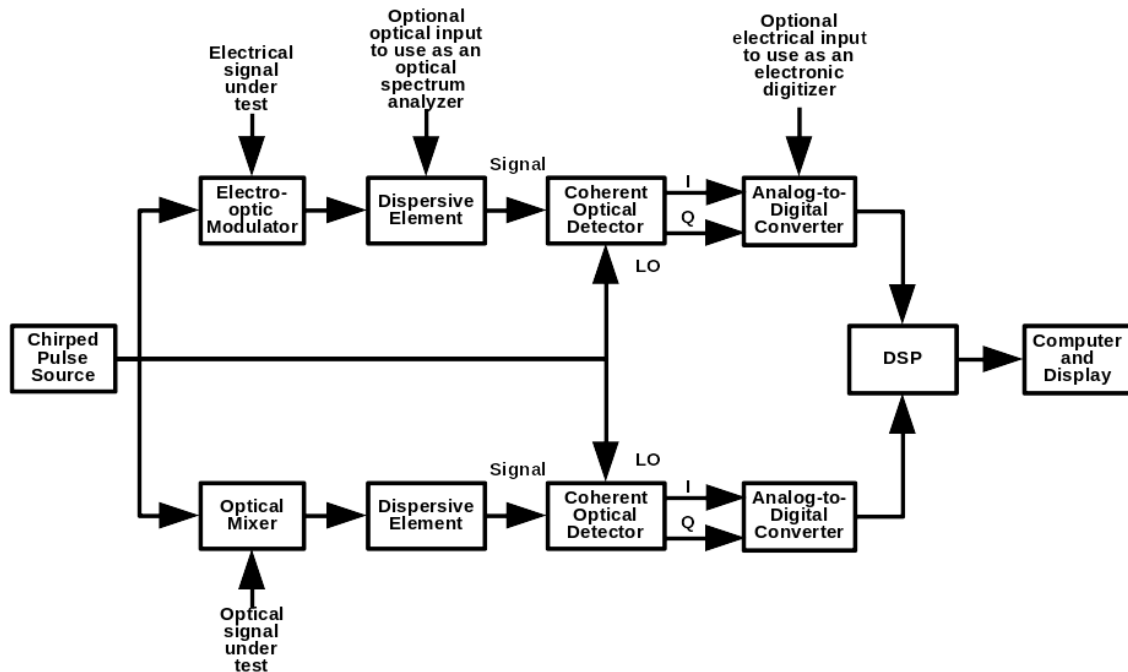 Electrical
signal
under
test
Optional
optical input
to use as an
optical
spectrum
analyzer
Optional
electrical input
to use as an
electronic
digitizer
Electro-
optic
Modulator
Dispersive
Element
Signal
Coherent
Optical
Detector
I
Q
Analog-to-
Digital
Converter
LO
Chirped
Pulse
Source
DSP
Computer
and
Display
Optical
Mixer
Dispersive
Element
Signal
LO
Coherent
Optical
Detector
I
Q
Analog-to-
Digital
Converter
Optical
signal
under
test